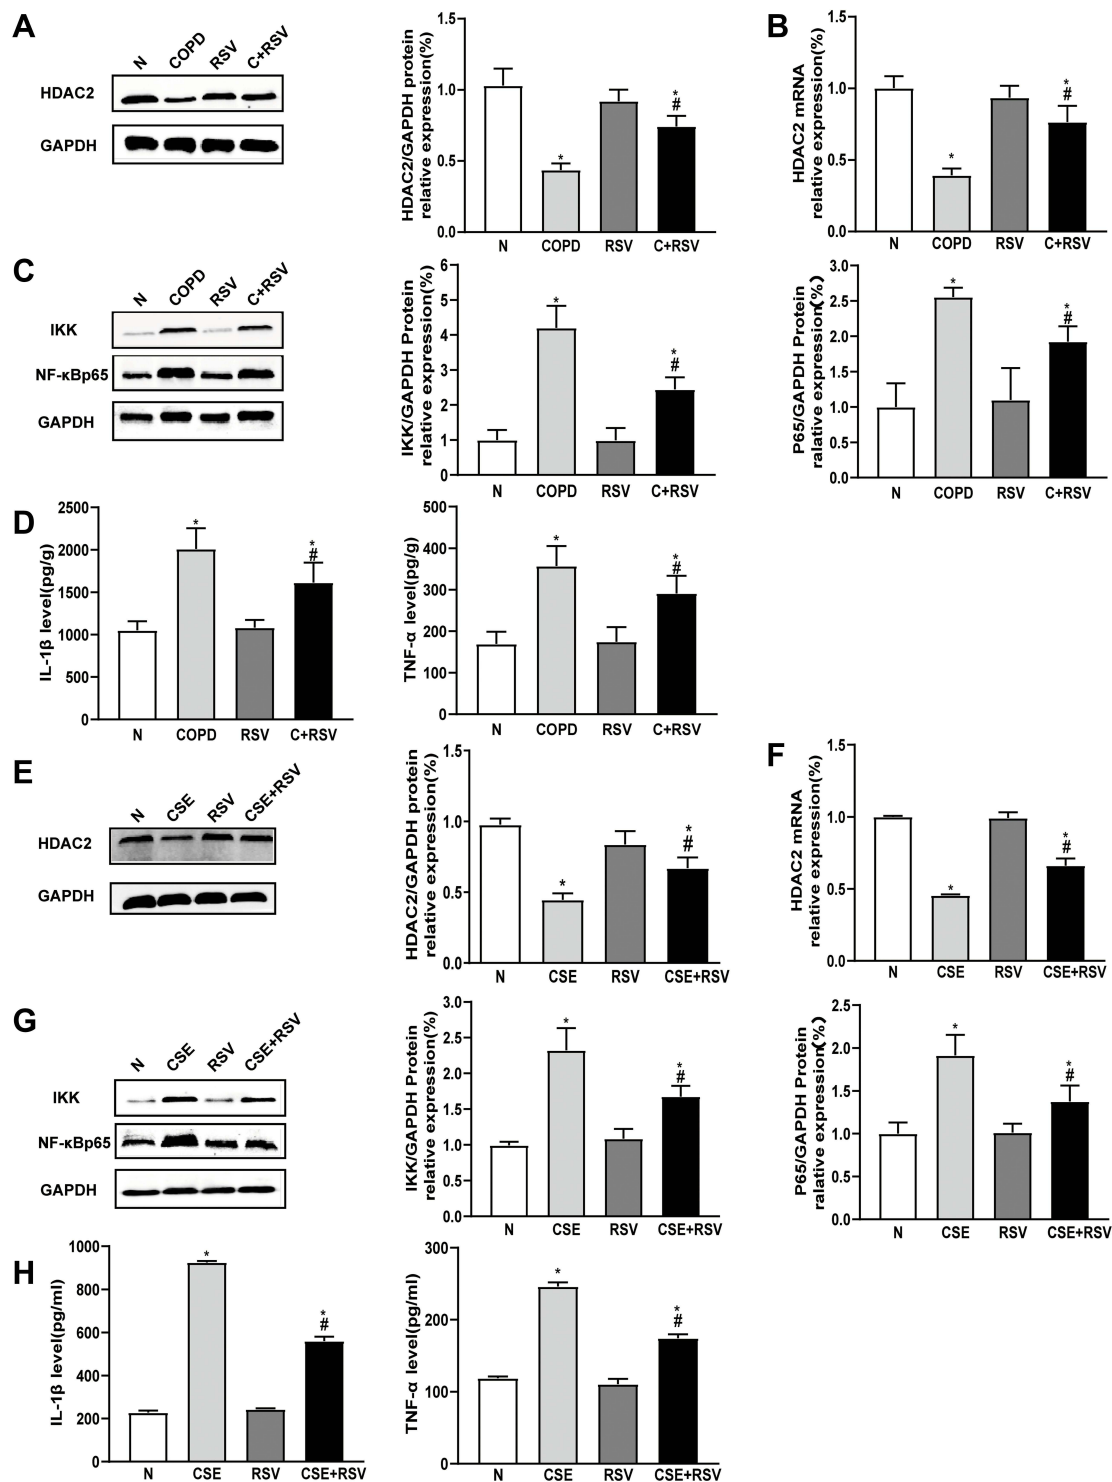 A
N
COPD
RSV
C+RSV
HDAC2
GAPDH
HDAC2/GAPDH protein
relative expression(%)
1.5
1.0
0.5
0.0
*
*
#
N COPD RSV C+RSV
B
HDAC2 mRNA
relative expression(%)
1.5
1.0
0.5
0.0
*
*
#
N COPD RSV C+RSV
C
N
COPD
RSV
C+RSV
IKK
NF-κBp65
GAPDH
IKK/GAPDH Protein
relative expression(%)
6
5
4
3
2
1
0
*
*
#
N COPD RSV C+RSV
P65/GAPDH Protein
ralative expression(%)
3.0
2.5
2.0
1.5
1.0
0.5
0.0
*
*
#
N COPD RSV C+RSV
D
IL-1β level(pg/g)
2500
2000
1500
1000
500
0
*
*
#
N COPD RSV C+RSV
TNF-α level(pg/g)
500
400
300
200
100
0
*
*
#
N COPD RSV C+RSV
E
N
CSE
RSV
CSE+RSV
HDAC2
GAPDH
HDAC2/GAPDH protein
relative expression(%)
1.5
1.0
0.5
0.0
*
*
#
N CSE RSV CSE+RSV
F
HDAC2 mRNA
relative expression(%)
1.5
1.0
0.5
0.0
*
*
#
N CSE RSV CSE+RSV
G
N
CSE
RSV
CSE+RSV
IKK
NF-κBp65
GAPDH
IKK/GAPDH Protein
relative expression(%)
3.0
2.5
2.0
1.5
1.0
0.5
0.0
*
*
#
N CSE RSV CSE+RSV
P65/GAPDH Protein
ralative expression(%)
2.5
2.0
1.5
1.0
0.5
0.0
*
*
#
N CSE RSV CSE+RSV
H
IL-1β level(pg/ml)
1000
800
600
400
200
0
*
*
#
N CSE RSV CSE+RSV
TNF-α level(pg/ml)
300
200
100
0
*
*
#
N CSE RSV CSE+RSV